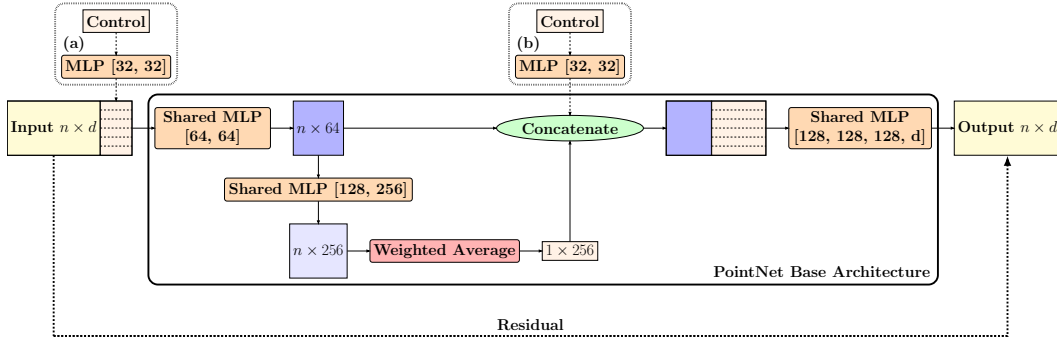 Control
(a)
MLP [32, 32]
Control
(b)
MLP [32, 32]
Input n × d
Shared MLP
[64, 64]
n × 64
Concatenate
Shared MLP
[128, 128, 128, d]
Output n × d
Shared MLP [128, 256]
n × 256
Weighted Average
1 × 256
PointNet Base Architecture
Residual